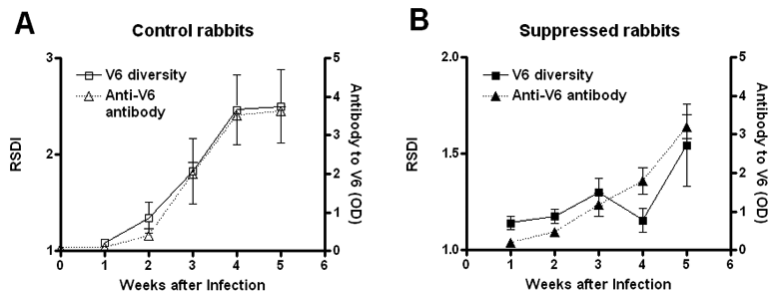 A
Control rabbits
V6 diversity
Anti-V6
antibody
RSDI
3
2
1
5
4
3
2
1
0
Antibody to V6 (OD)
0 1 2 3 4 5 6
Weeks after Infection
B
Suppressed rabbits
V6 diversity
Anti-V6 antibody
RSDI
2.0
1.5
1.0
5
4
3
2
1
0
Antibody to V6 (OD)
0 1 2 3 4 5 6
Weeks after Infection